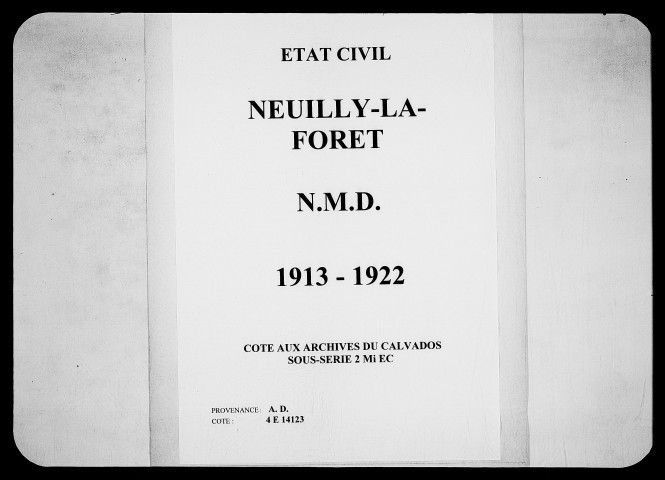 ETAT CIVIL
NEUILLY-LA-
FORET
N.M.D.
1913 - 1922
COTE AUX ARCHIVES DU CALVADOS
SOUS-SERIE 2 Mi EC
PROVENANCE: A. D.
COTE : 4 E 14123